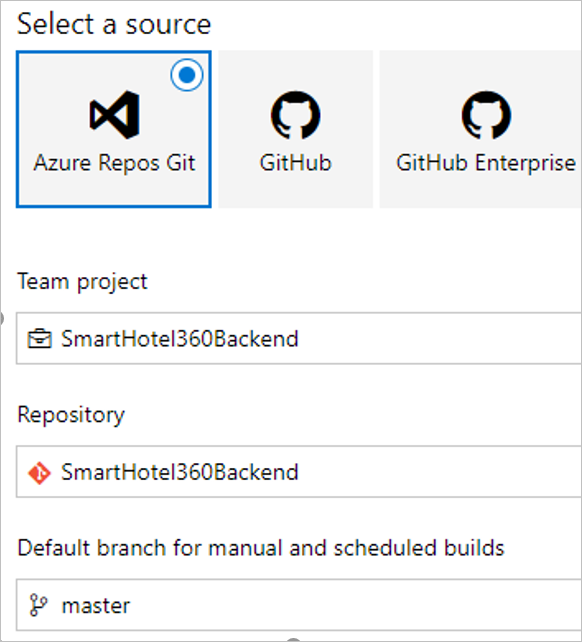 Select a source
Azure Repos Git
GitHub
GitHub Enterprise
Team project
SmartHotel360Backend
Repository
SmartHotel360Backend
Default branch for manual and scheduled builds
master